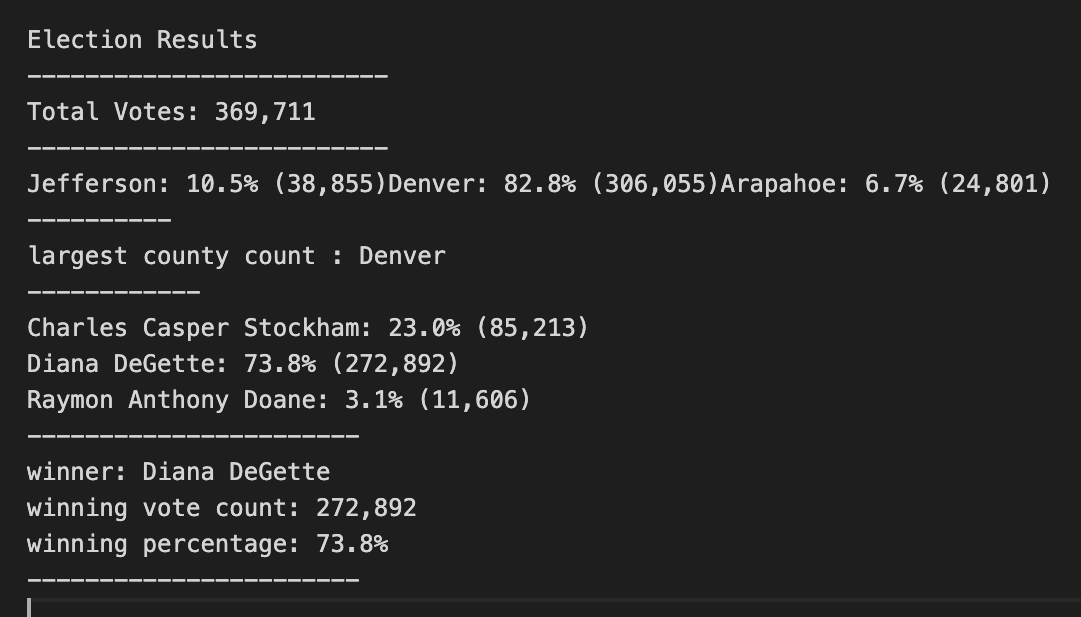 Election Results
-------------------------
Total Votes: 369,711
-------------------------
Jefferson: 10.5% (38,855)Denver: 82.8% (306,055)Arapahoe: 6.7% (24,801)
----------
largest county count : Denver
------------
Charles Casper Stockham: 23.0% (85,213)
Diana DeGette: 73.8% (272,892)
Raymon Anthony Doane: 3.1% (11,606)
-----------------------
winner: Diana DeGette
winning vote count: 272,892
winning percentage: 73.8%
-----------------------